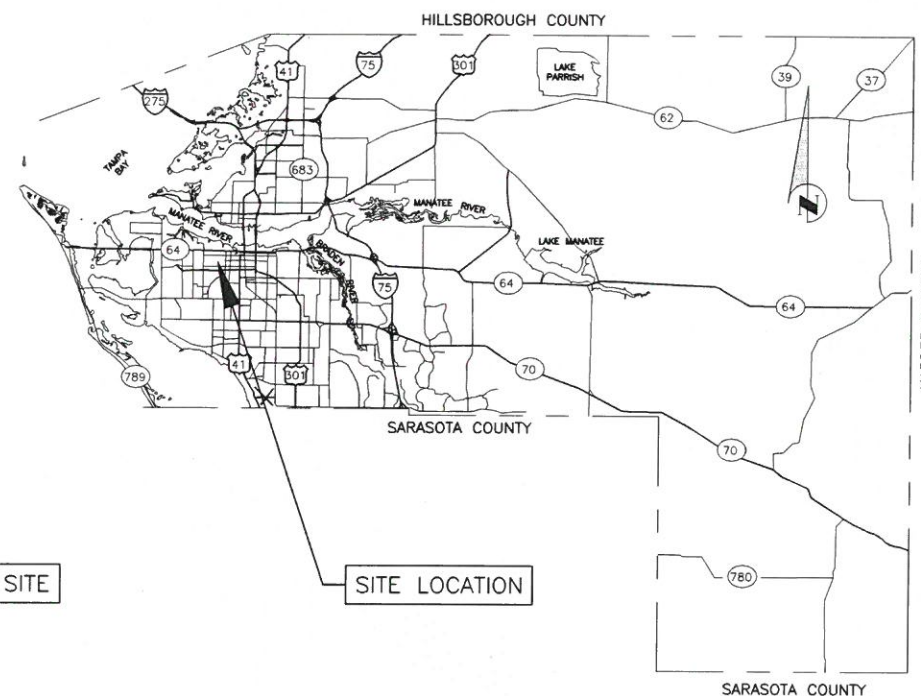 HILLSBOROUGH COUNTY
41
75
301
LAKE
PARRISH
39
37
275
62
TAMPA
BAY
683
MANATEE RIVER
MANATEE RIVER
N
64
BRADEN RIVER
LAKE MANATEE
75
64
64
789
41
301
70
SARASOTA COUNTY
70
SITE
SITE LOCATION
780
SARASOTA COUNTY